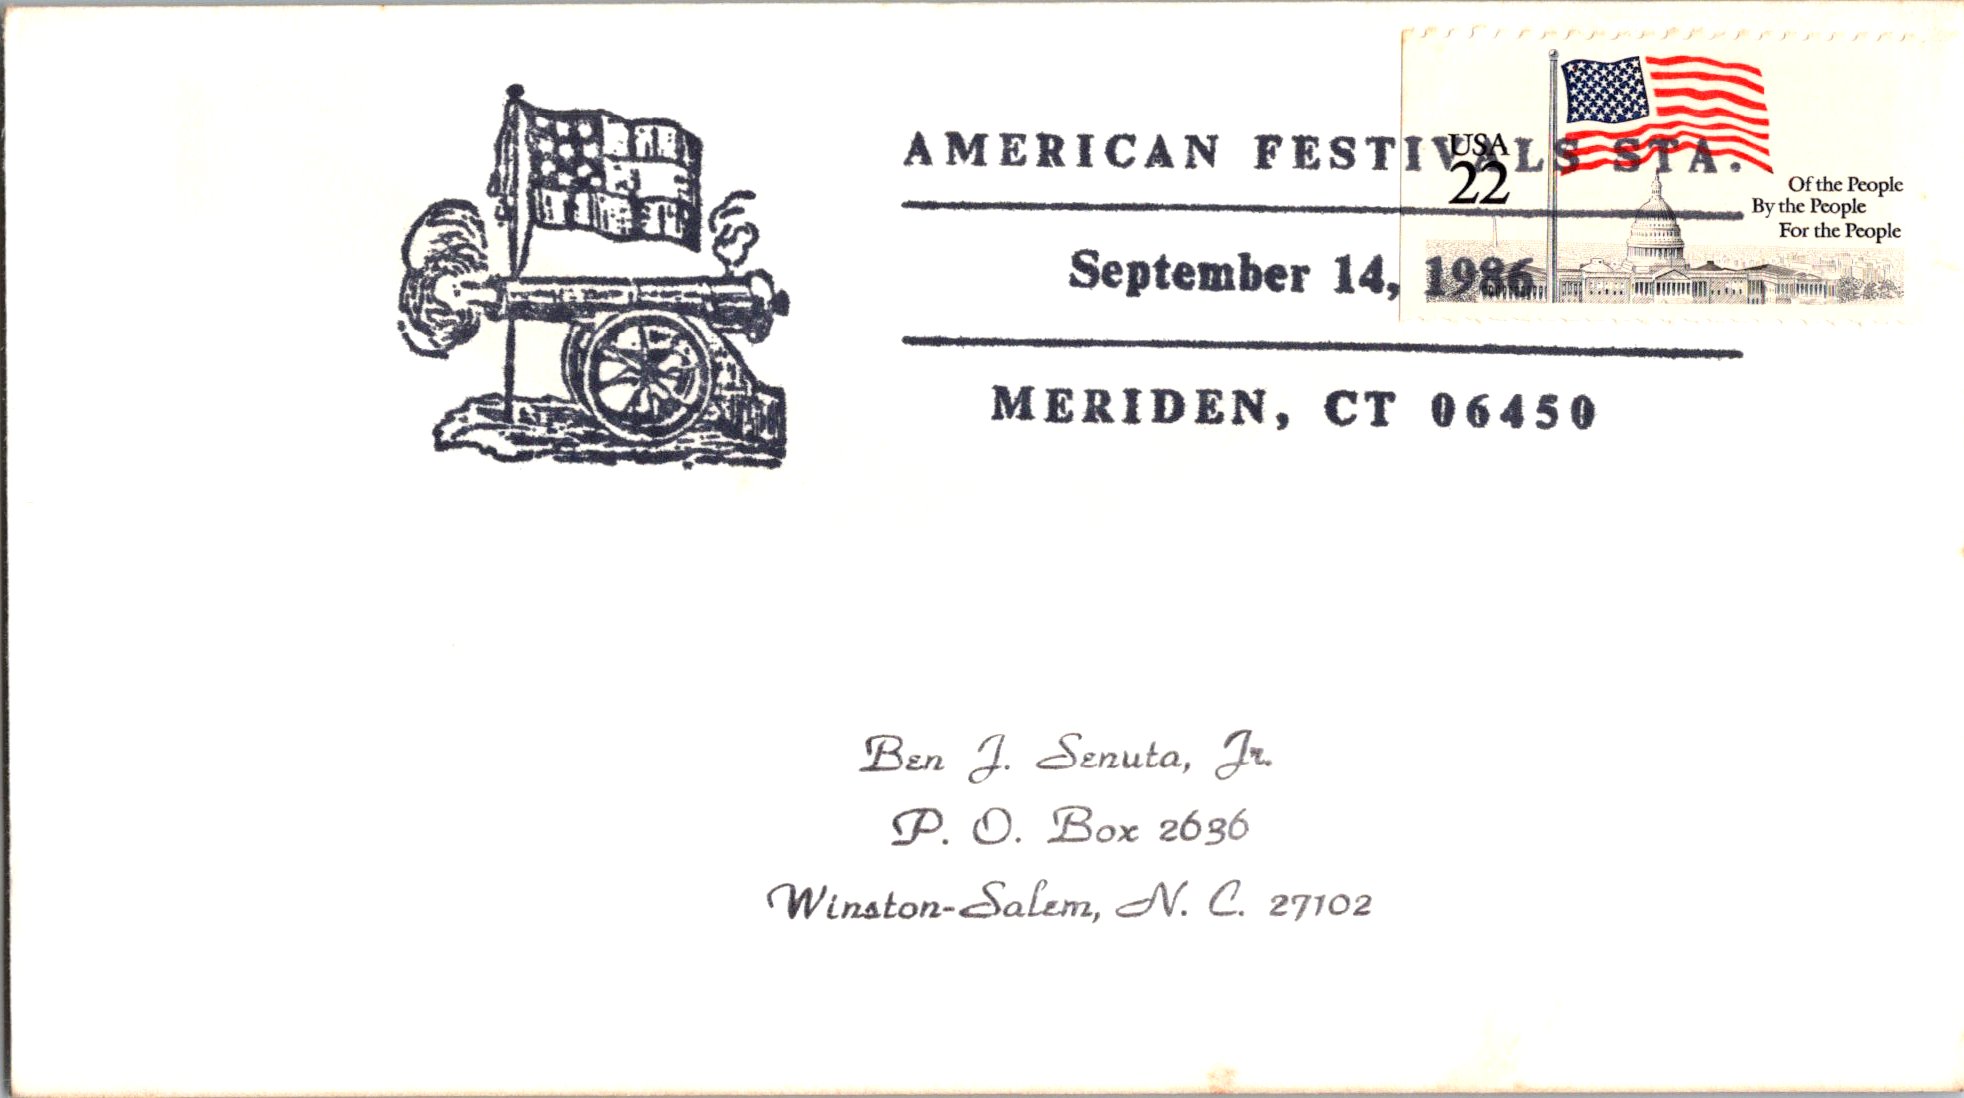 AMERICAN FESTIVALS STA.
September 14, 1986
MERIDEN, CT 06450
USA
22
Of the People
By the People
For the People
Ben J. Senuta, Jr.
P. O. Box 2636
Winston-Salem, N. C. 27102